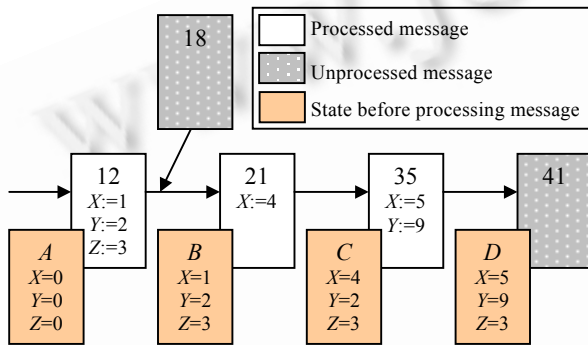 18
Processed message
Unprocessed message
State before processing message
12
X:=1
Y:=2
Z:=3
21
X:=4
35
X:=5
Y:=9
41
A
X=0
Y=0
Z=0
B
X=1
Y=2
Z=3
C
X=4
Y=2
Z=3
D
X=5
Y=9
Z=3